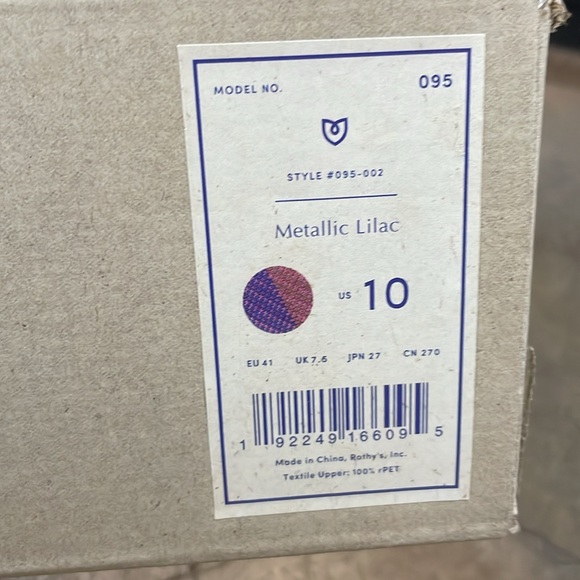 MODEL NO. 095
STYLE #095-002
Metallic Lilac
US 10
EU 41 UK 7.5 JPN 27 CN 270
1 92249 16609 5
Made in China, Rothy's, Inc.
Textile Upper: 100% rPET